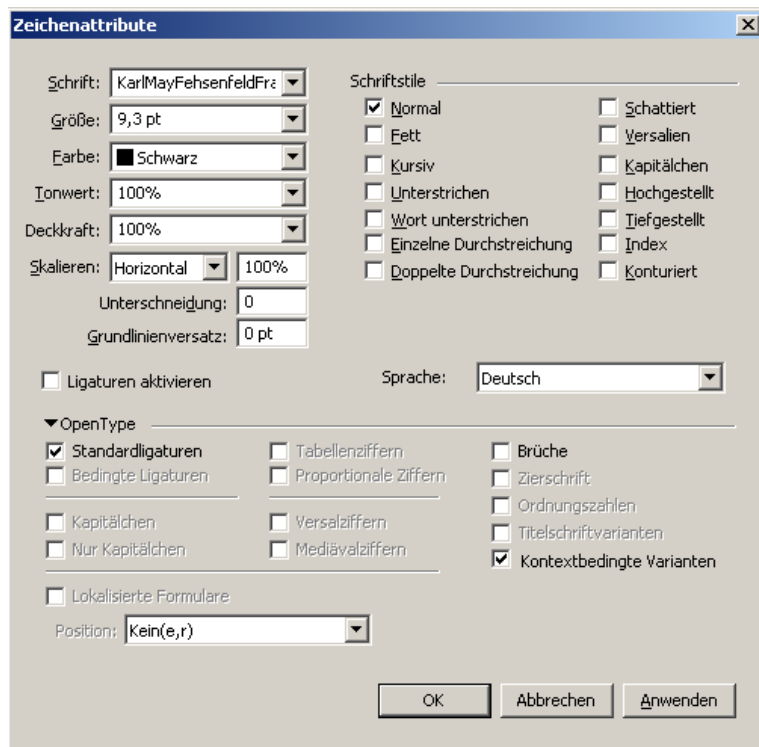 Zeichenattribute
Schrift: KarlMayFehsenfeldFra
Größe: 9,3 pt
Farbe: Schwarz
Tonwert: 100%
Deckkraft: 100%
Skalieren: Horizontal 100%
Unterschneidung: 0
Grundlinienversatz: 0 pt
Schriftstile
Normal Schattiert
Fett Versalien
Kursiv Kapitälchen
Unterstrichen Hochgestellt
Wort unterstrichen Tiefgestellt
Einzelne Durchstreichung Index
Doppelte Durchstreichung Konturiert
Ligaturen aktivieren Sprache: Deutsch
OpenType
Standardligaturen Tabellenziffern Brüche
Bedingte Ligaturen Proportionale Ziffern Zierschrift
Ordnungszahlen
Kapitälchen Versalziffern Titelschriftvarianten
Nur Kapitälchen Mediävalziffern Kontextbedingte Varianten
Lokalisierte Formulare
Position: Kein(e,r)
OK Abbrechen Anwenden